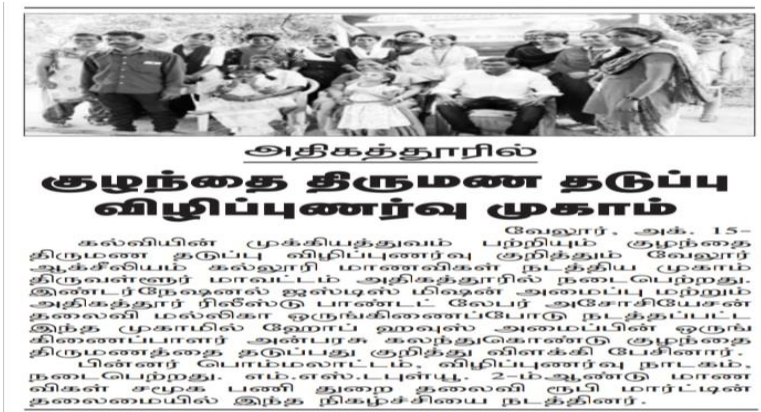 அதிகத்தூரில்
குழந்தை திருமண தடுப்பு
விழிப்புணர்வு முகாம்
வேலூர், அக். 15-
கல்வியின் முக்கியத்துவம் பற்றியும் குழந்தை
திருமண தடுப்பு விழிப்புணர்வு குறித்தும் வேலூர்
ஆக்சீலியம் கல்லூரி மாணவிகள் நடத்திய முகாம்
திருவள்ளூர் மாவட்டம் அதிகத்தூரில் நடைபெற்றது.
இண்டர்நேஷனல் ஜஸ்டிஸ் மிஷன் அமைப்பு மற்றும்
அதிகத்தூர் ரிலீஸ்டு பாண்டட் லேபர் அசோசியேசன்
தலைவி மல்லிகா ஒருங்கிணைப்போடு நடத்தப்பட்ட
இந்த முகாமில் ஹோப் ஹவுஸ் அமைப்பின் ஒருங்
கிணைப்பாளர் அன்பரசு கலந்துகொண்டு குழந்தை
திருமணத்தை தடுப்பது குறித்து விளக்கி பேசினார்.
பின்னர் பொம்மலாட்டம், விழிப்புணர்வு நாடகம்,
நடைபெற்றது. எம்.எஸ்.டபுள்யூ. 2-ம்ஆண்டு மாண
விகள் சமூக பணி துறை தலைவி ரூபி மார்ட்டின்
தலைமையில் இந்த நிகழ்ச்சியை நடத்தினர்.